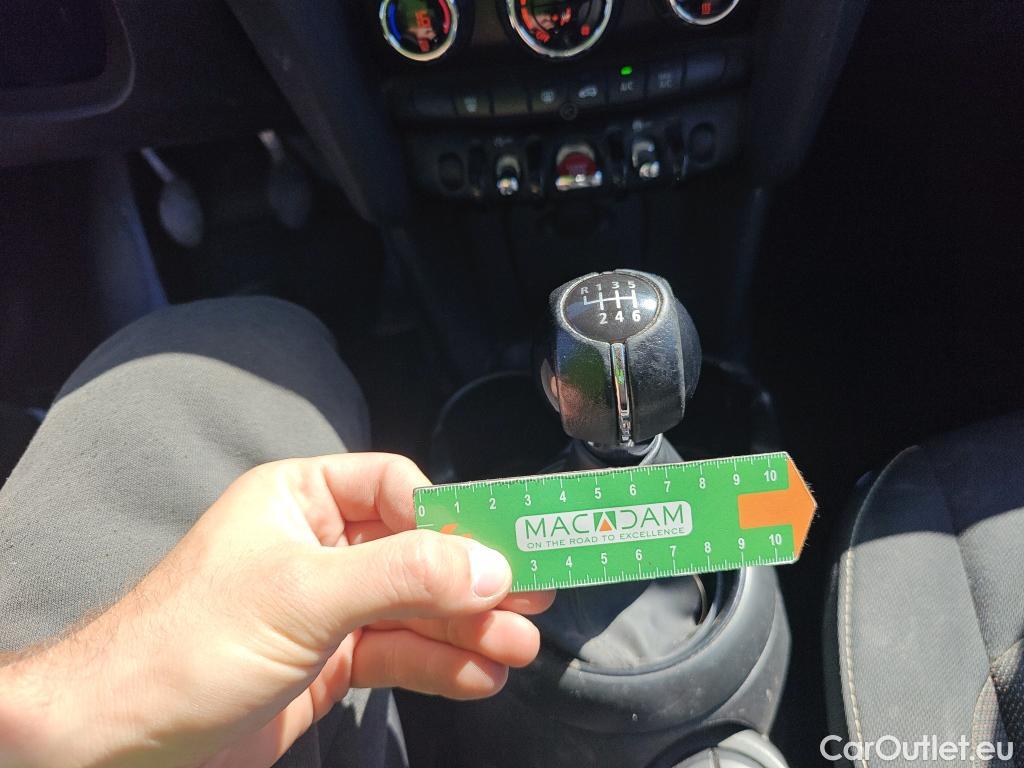 A/C
R 1 3 5
2 4 6
0 1 2 3 4 5 6 7 8 9 10
MACADAM
ON THE ROAD TO EXCELLENCE
3 4 5 6 7 8 9 10
CarOutlet.eu